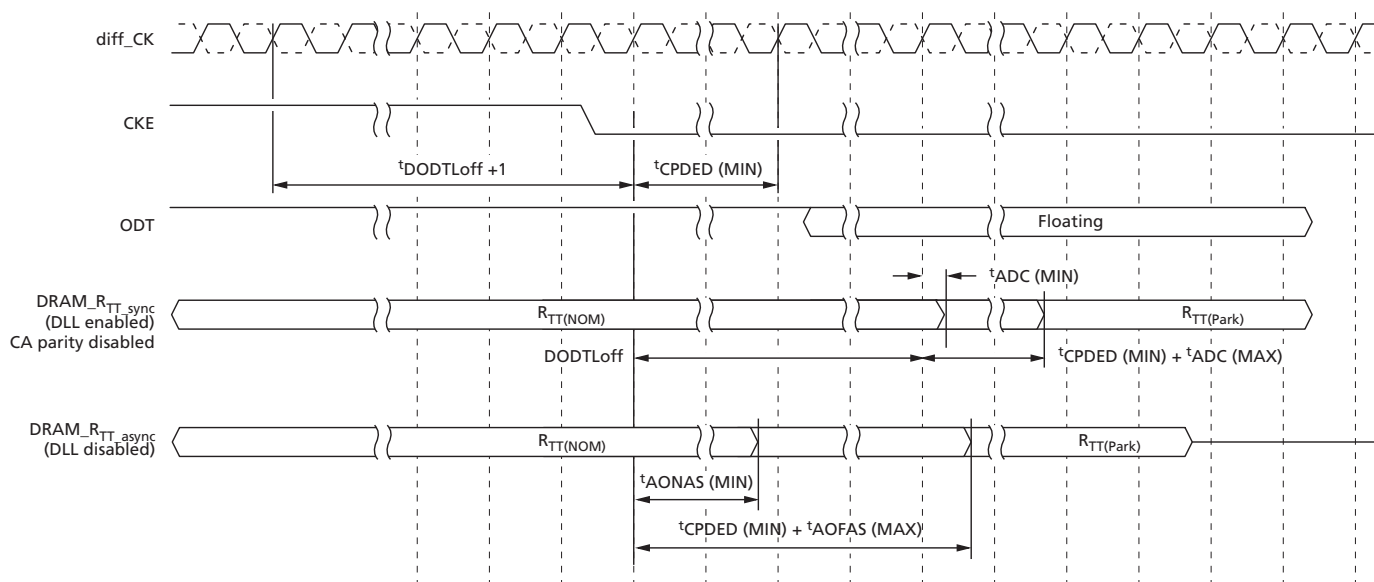 diff_CK
CKE
tDODTLoff +1
tCPDED (MIN)
ODT
Floating
tADC (MIN)
DRAM_RTT_sync
(DLL enabled)
CA parity disabled
RTT(NOM)
RTT(Park)
DODTLoff
tCPDED (MIN) + tADC (MAX)
DRAM_RTT_async
(DLL disabled)
RTT(NOM)
RTT(Park)
tAONAS (MIN)
tCPDED (MIN) + tAOFAS (MAX)